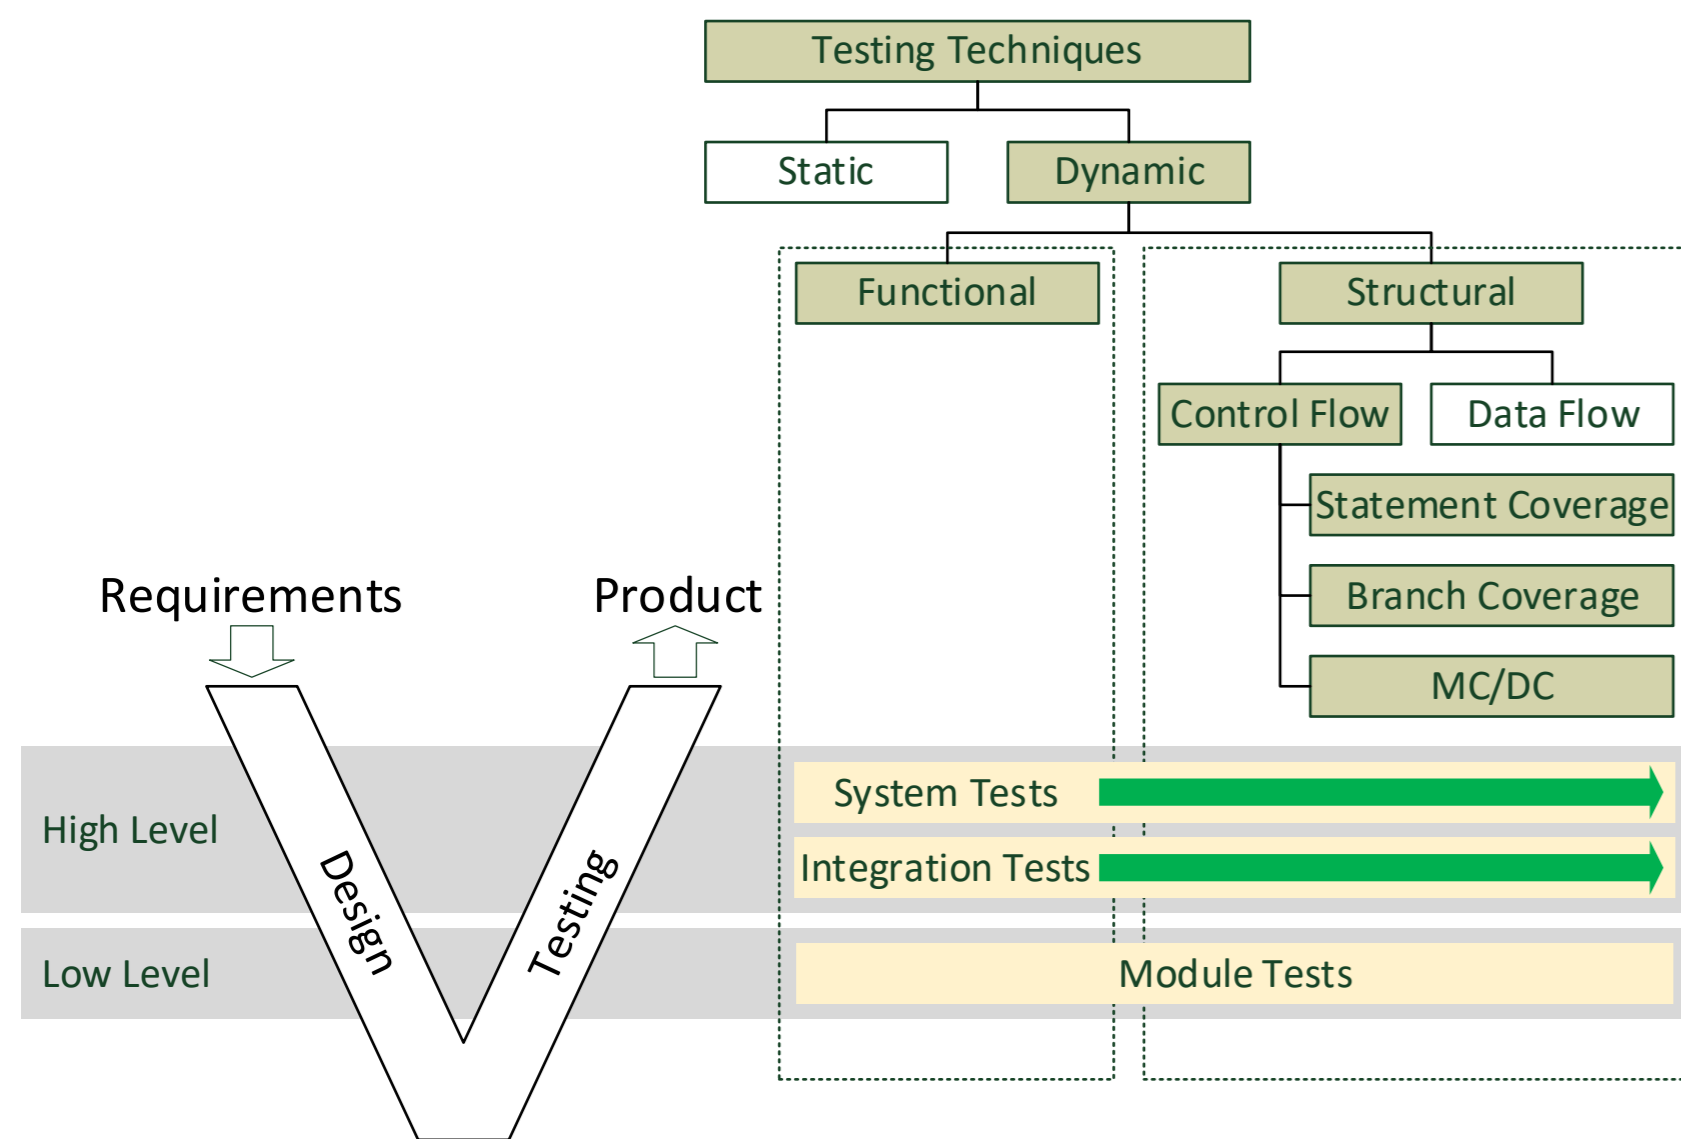 Testing Techniques
Static
Dynamic
Functional
Structural
Control Flow
Data Flow
Statement Coverage
Branch Coverage
MC/DC
Requirements
Product
Design
Testing
High Level
System Tests
Integration Tests
Low Level
Module Tests